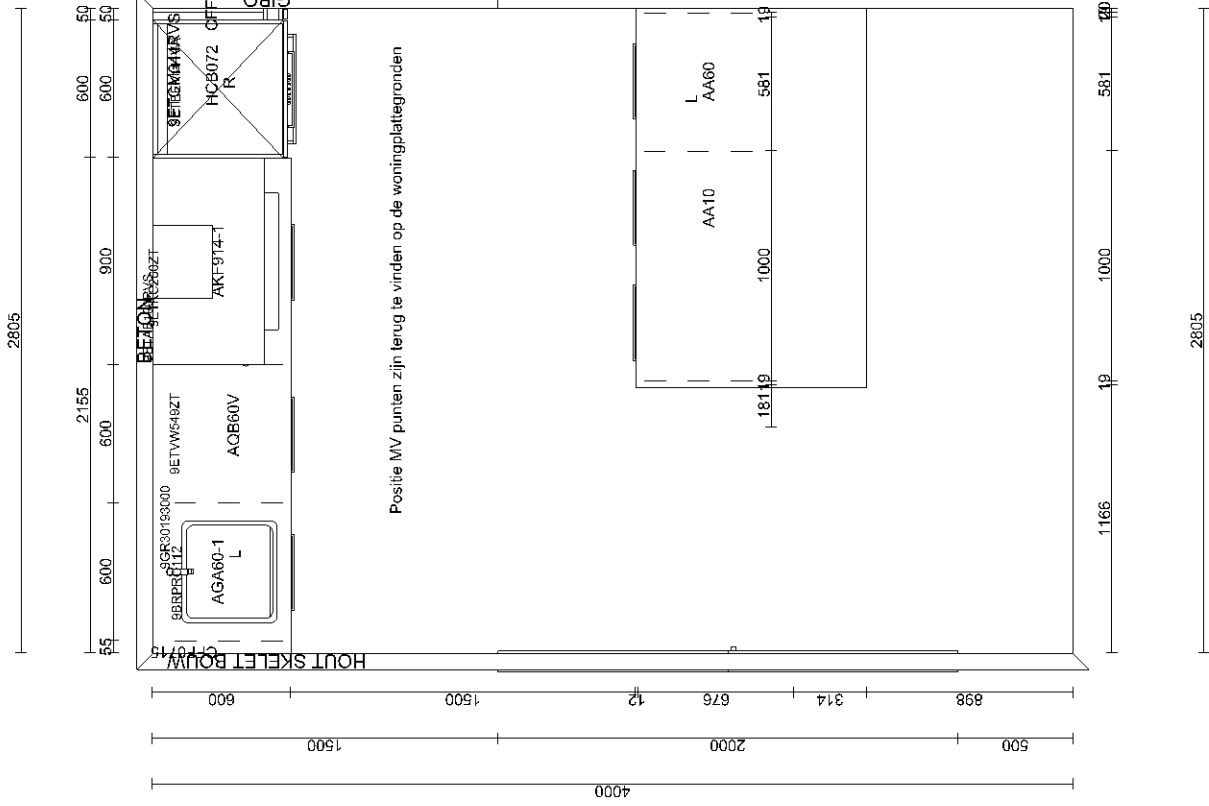 CFF
HCB072
R
AKF914-1
BETON
9ETVW549ZT
AQB60V
9GR30193000
AGA60-1
L
HOUT SKELET BOUW
Positie MV punten zijn terug te vinden op de woningplattegronden
AA60
L
AA10
2805
50
600
2155
50
600
900
600
600
55
19
581
1000
19
181
581
1000
19
1166
2805
600
1500
12
676
314
898
1500
2000
500
4000